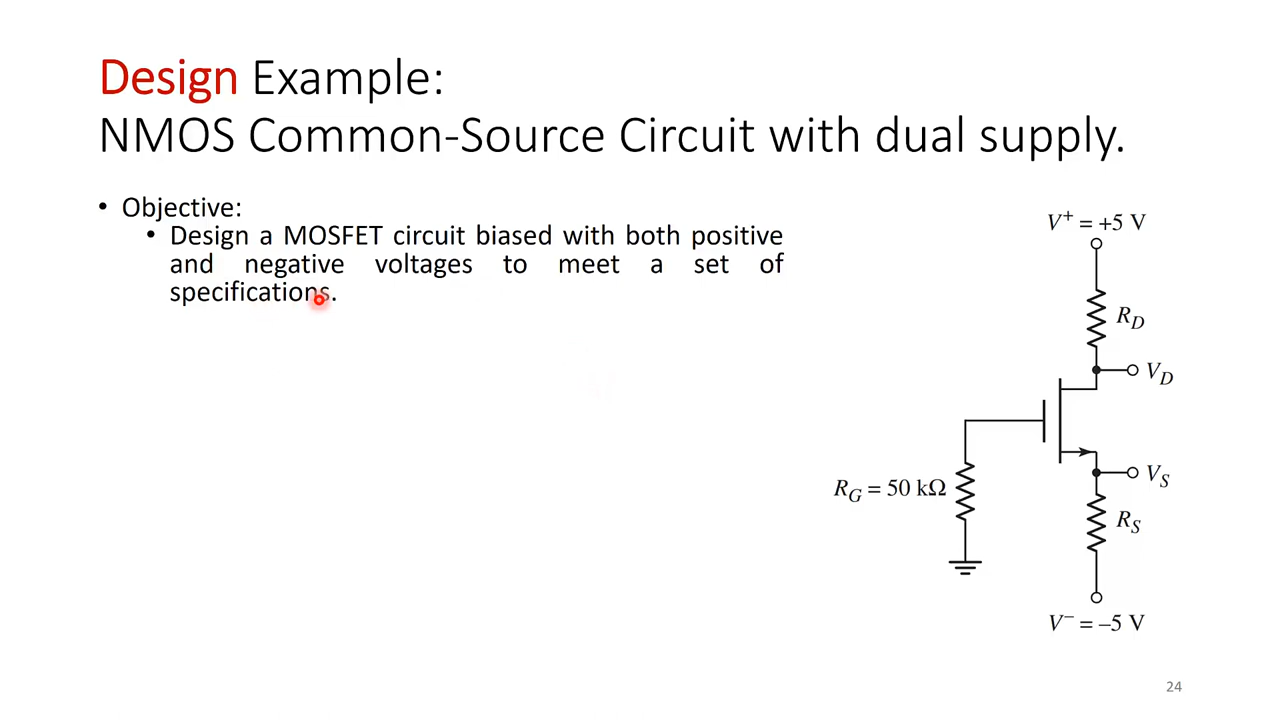 Design Example:
NMOS Common-Source Circuit with dual supply.
• Objective:
• Design a MOSFET circuit biased with both positive
and negative voltages to meet a set of
specifications.
V⁺ = +5 V
R_D
V_D
V_S
R_G = 50 kΩ
R_S
V⁻ = –5 V
24